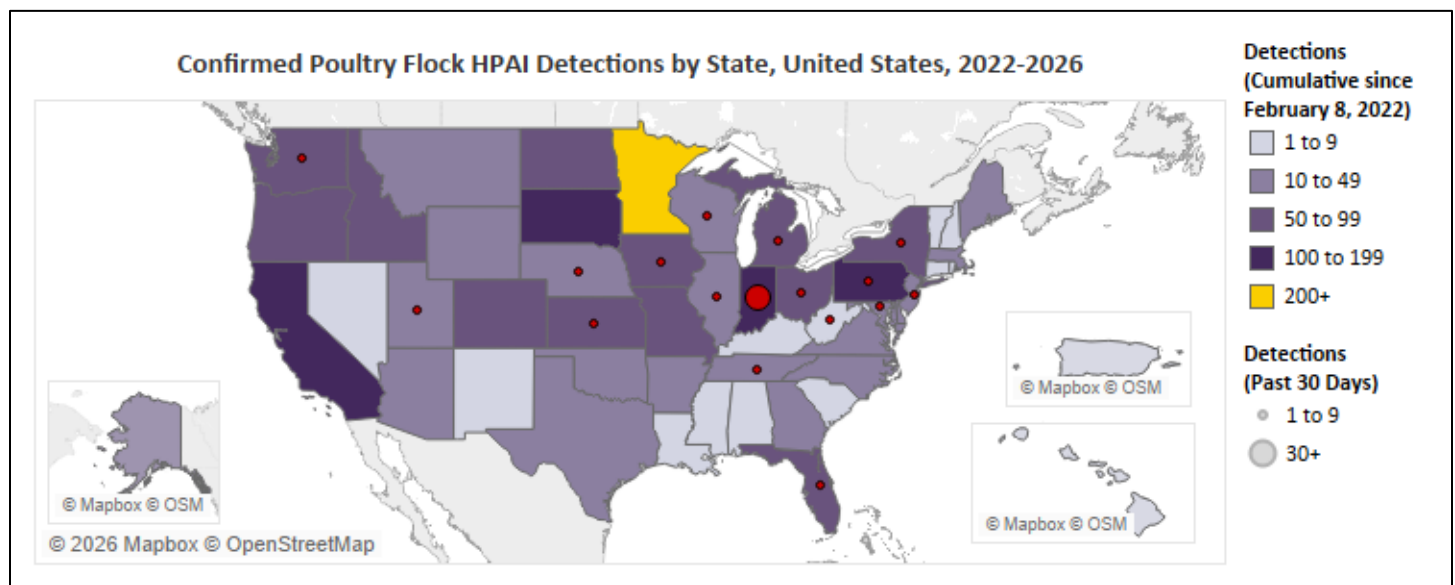 Confirmed Poultry Flock HPAI Detections by State, United States, 2022-2026
Detections
(Cumulative since
February 8, 2022)
1 to 9
10 to 49
50 to 99
100 to 199
200+
Detections
(Past 30 Days)
1 to 9
30+
© Mapbox © OSM
© Mapbox © OSM
© Mapbox © OSM
© 2026 Mapbox © OpenStreetMap